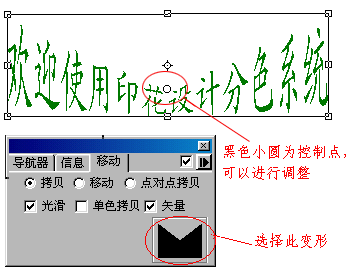 欢迎使用印花设计分色系统
黑色小圆为控制点，
可以进行调整
导航器 信息 移动
拷贝 移动 点对点拷贝
光滑 单色拷贝 矢量
选择此变形